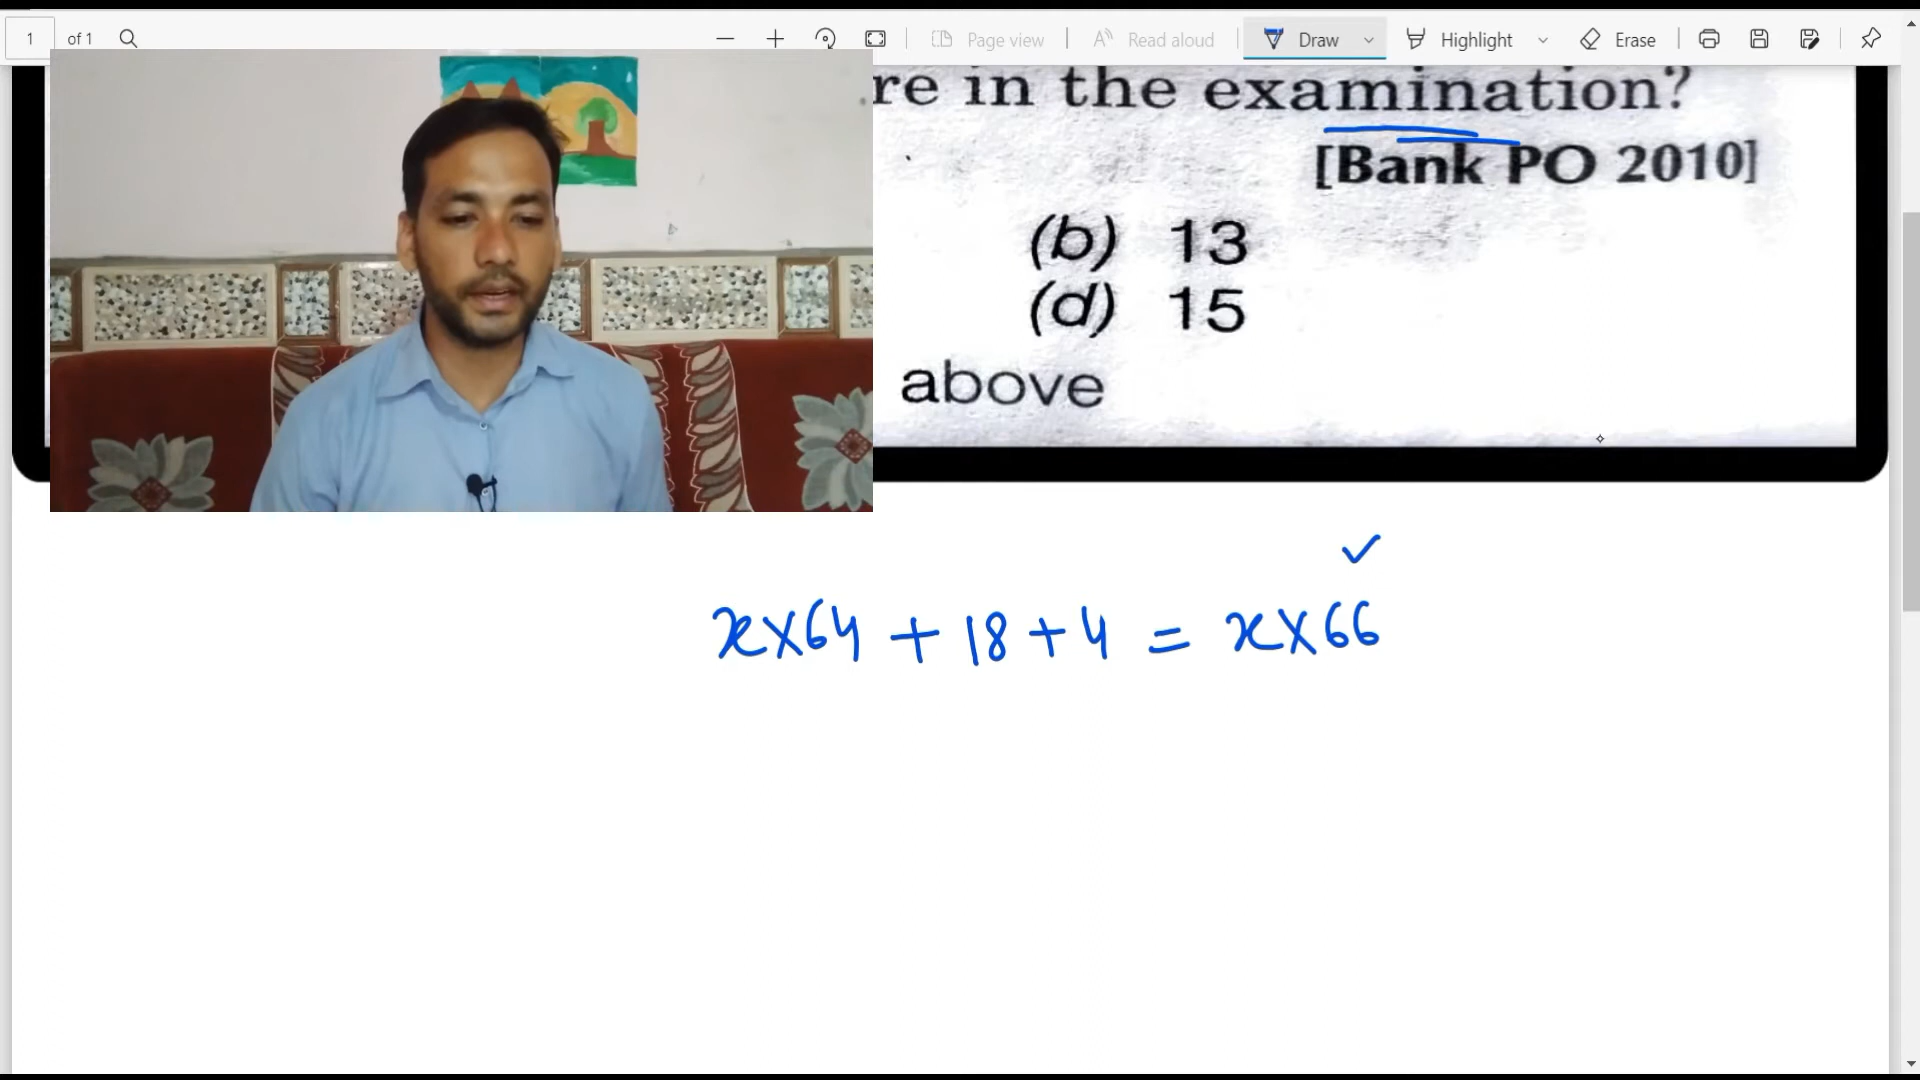 1 of 1 Page view Read aloud Draw Highlight Erase
re in the examination?
[Bank PO 2010]
(b) 13
(d) 15
above
x×64 + 18 + 4 = x×66